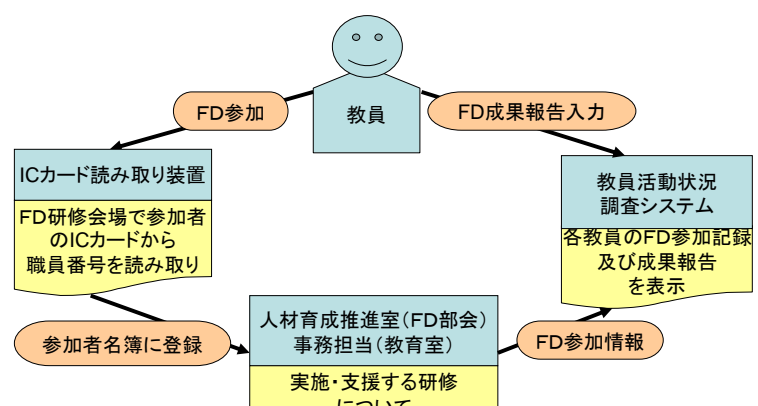 教員
FD参加
FD成果報告入力
ICカード読み取り装置
FD研修会場で参加者
のICカードから
職員番号を読み取り
教員活動状況
調査システム
各教員のFD参加記録
及び成果報告
を表示
参加者名簿に登録
人材育成推進室(FD部会)
事務担当(教育室)
FD参加情報
実施・支援する研修
について